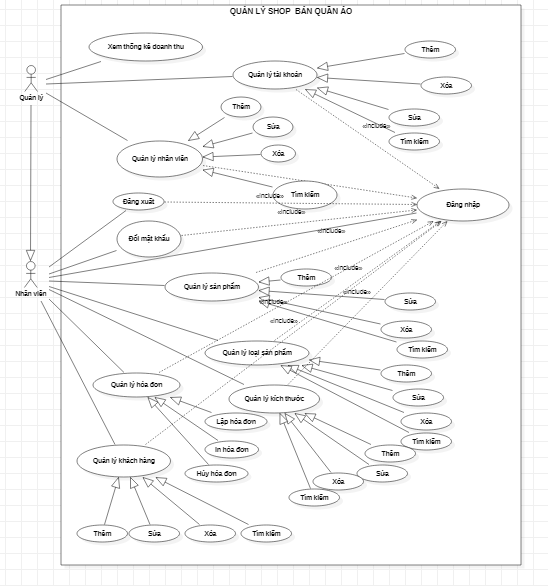 QUẢN LÝ SHOP BÁN QUẦN ÁO
Xem thống kê doanh thu
Thêm
Quản lý tài khoản
Xóa
Quản lý
Thêm
Sửa
«include»
Sửa
Tìm kiếm
Xóa
Quản lý nhân viên
Tìm kiếm
«include»
Đăng xuất
Đăng nhập
«include»
Đổi mật khẩu
«include»
«include»
Thêm
Nhân viên
Quản lý sản phẩm
«include»
Sửa
«include»
«include»
Xóa
Tìm kiếm
Quản lý loại sản phẩm
Thêm
Quản lý hóa đơn
Quản lý kích thước
Sửa
Lập hóa đơn
Xóa
Tìm kiếm
In hóa đơn
Thêm
Quản lý khách hàng
Hủy hóa đơn
Sửa
Xóa
Tìm kiếm
Thêm
Sửa
Xóa
Tìm kiếm